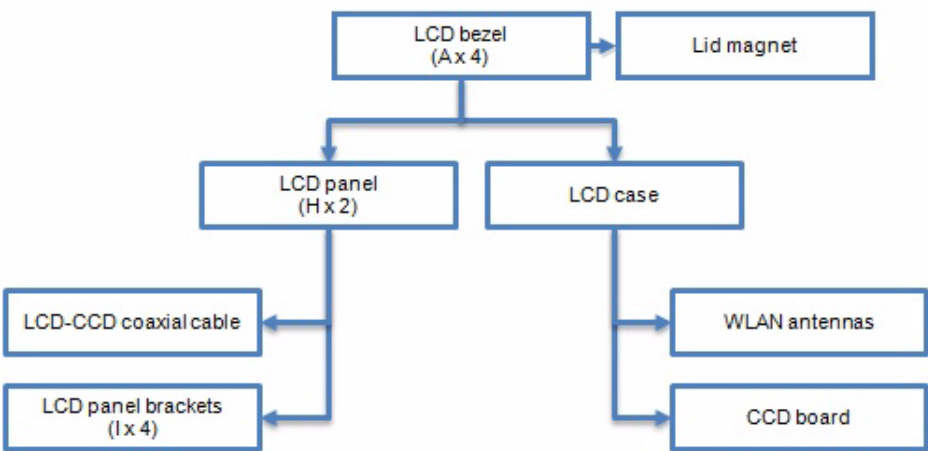 LCD bezel
(A x 4)
Lid magnet
LCD panel
(H x 2)
LCD case
LCD-CCD coaxial cable
WLAN antennas
LCD panel brackets
(I x 4)
CCD board